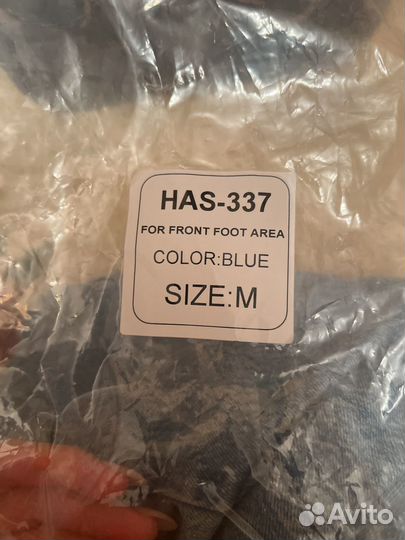 HAS-337
FOR FRONT FOOT AREA
COLOR:BLUE
SIZE:M
Avito